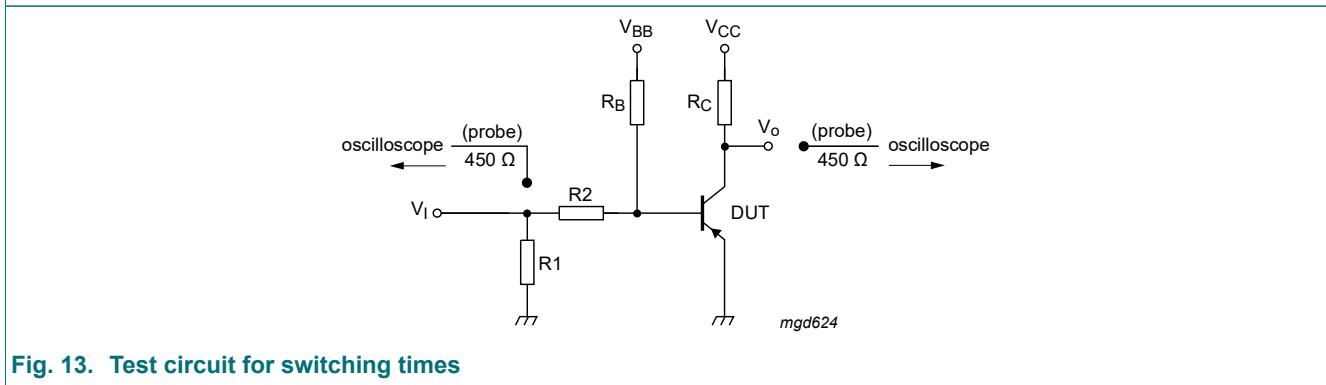 V_BB
V_CC
R_B
R_C
V_o
(probe)
oscilloscope
450 Ω
(probe)
oscilloscope
450 Ω
R2
V_I
DUT
R1
mgd624
Fig. 13. Test circuit for switching times